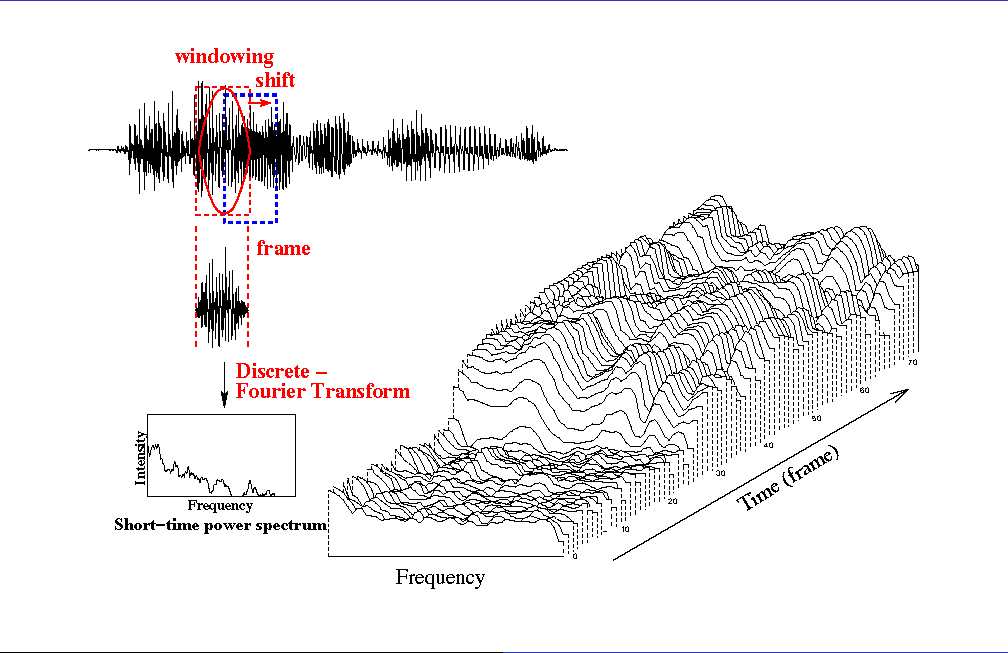 windowing
shift
frame
Discrete –
Fourier Transform
Intensity
Frequency
Short–time power spectrum
70
60
50
40
30
20
10
0
Time (frame)
Frequency